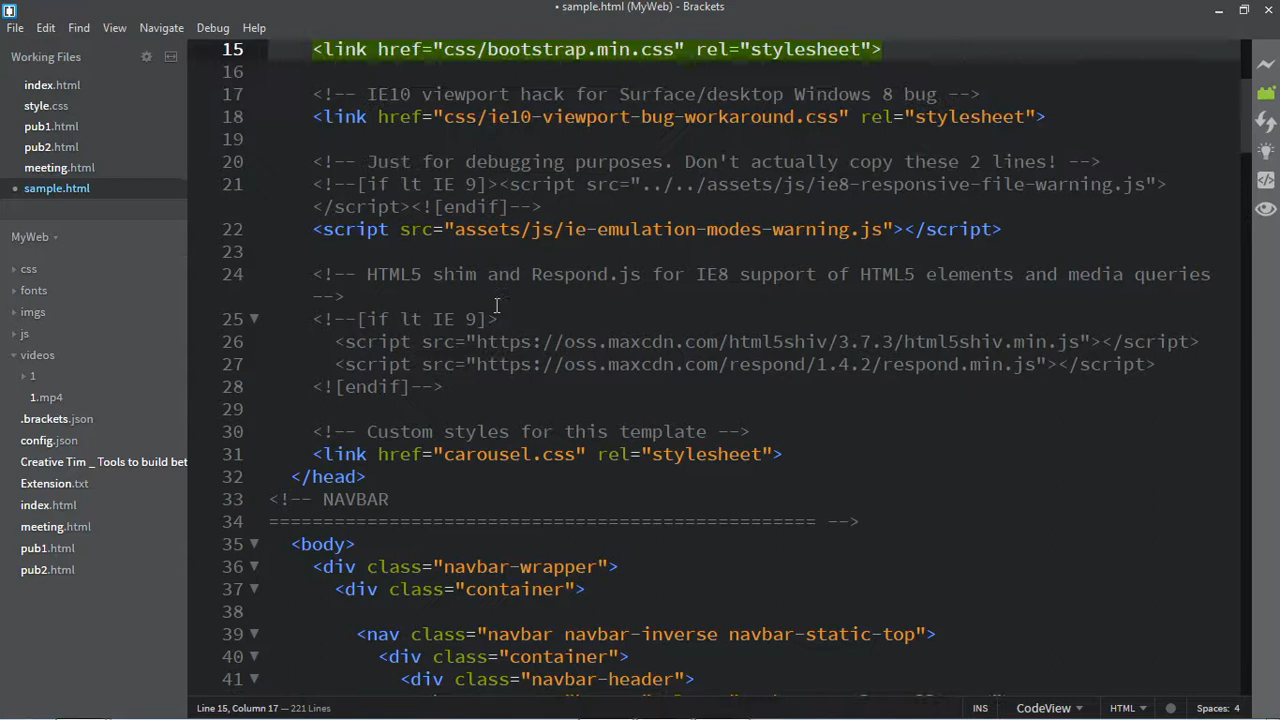 • sample.html (MyWeb) - Brackets
File Edit Find View Navigate Debug Help
Working Files
index.html
style.css
pub1.html
pub2.html
meeting.html
• sample.html
MyWeb
css
fonts
imgs
js
videos
1
1.mp4
.brackets.json
config.json
Creative Tim _ Tools to build bet
Extension.txt
index.html
meeting.html
pub1.html
pub2.html
15 <link href="css/bootstrap.min.css" rel="stylesheet">
16
17 <!-- IE10 viewport hack for Surface/desktop Windows 8 bug -->
18 <link href="css/ie10-viewport-bug-workaround.css" rel="stylesheet">
19
20 <!-- Just for debugging purposes. Don't actually copy these 2 lines! -->
21 <!--[if lt IE 9]><script src="../../assets/js/ie8-responsive-file-warning.js">
</script><![endif]-->
22 <script src="assets/js/ie-emulation-modes-warning.js"></script>
23
24 <!-- HTML5 shim and Respond.js for IE8 support of HTML5 elements and media queries
-->
25 <!--[if lt IE 9]>
26 <script src="https://oss.maxcdn.com/html5shiv/3.7.3/html5shiv.min.js"></script>
27 <script src="https://oss.maxcdn.com/respond/1.4.2/respond.min.js"></script>
28 <![endif]-->
29
30 <!-- Custom styles for this template -->
31 <link href="carousel.css" rel="stylesheet">
32 </head>
33 <!-- NAVBAR
34 ================================================== -->
35 <body>
36 <div class="navbar-wrapper">
37 <div class="container">
38
39 <nav class="navbar navbar-inverse navbar-static-top">
40 <div class="container">
41 <div class="navbar-header">
Line 15, Column 17 — 221 Lines
INS CodeView HTML Spaces: 4